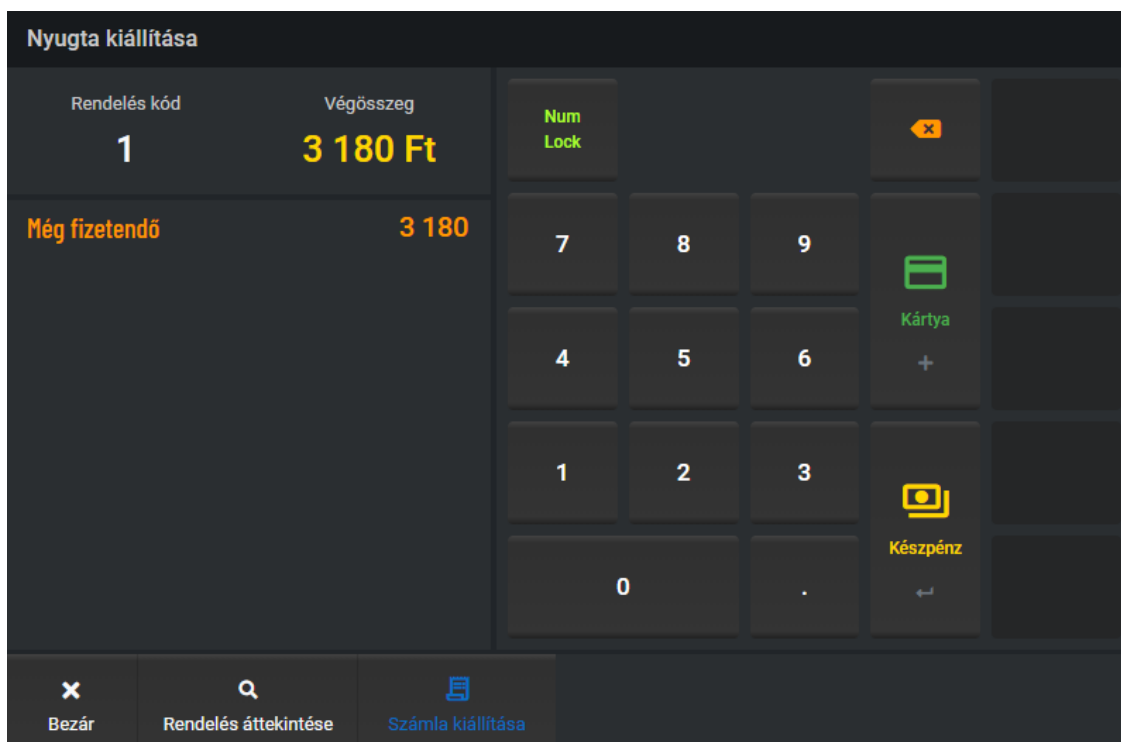 Nyugta kiállítása
Rendelés kód
1
Végösszeg
3 180 Ft
Még fizetendő 3 180
Num
Lock
7 8 9
Kártya
+
4 5 6
1 2 3
Készpénz
0 .
Bezár
Rendelés áttekintése
Számla kiállítása